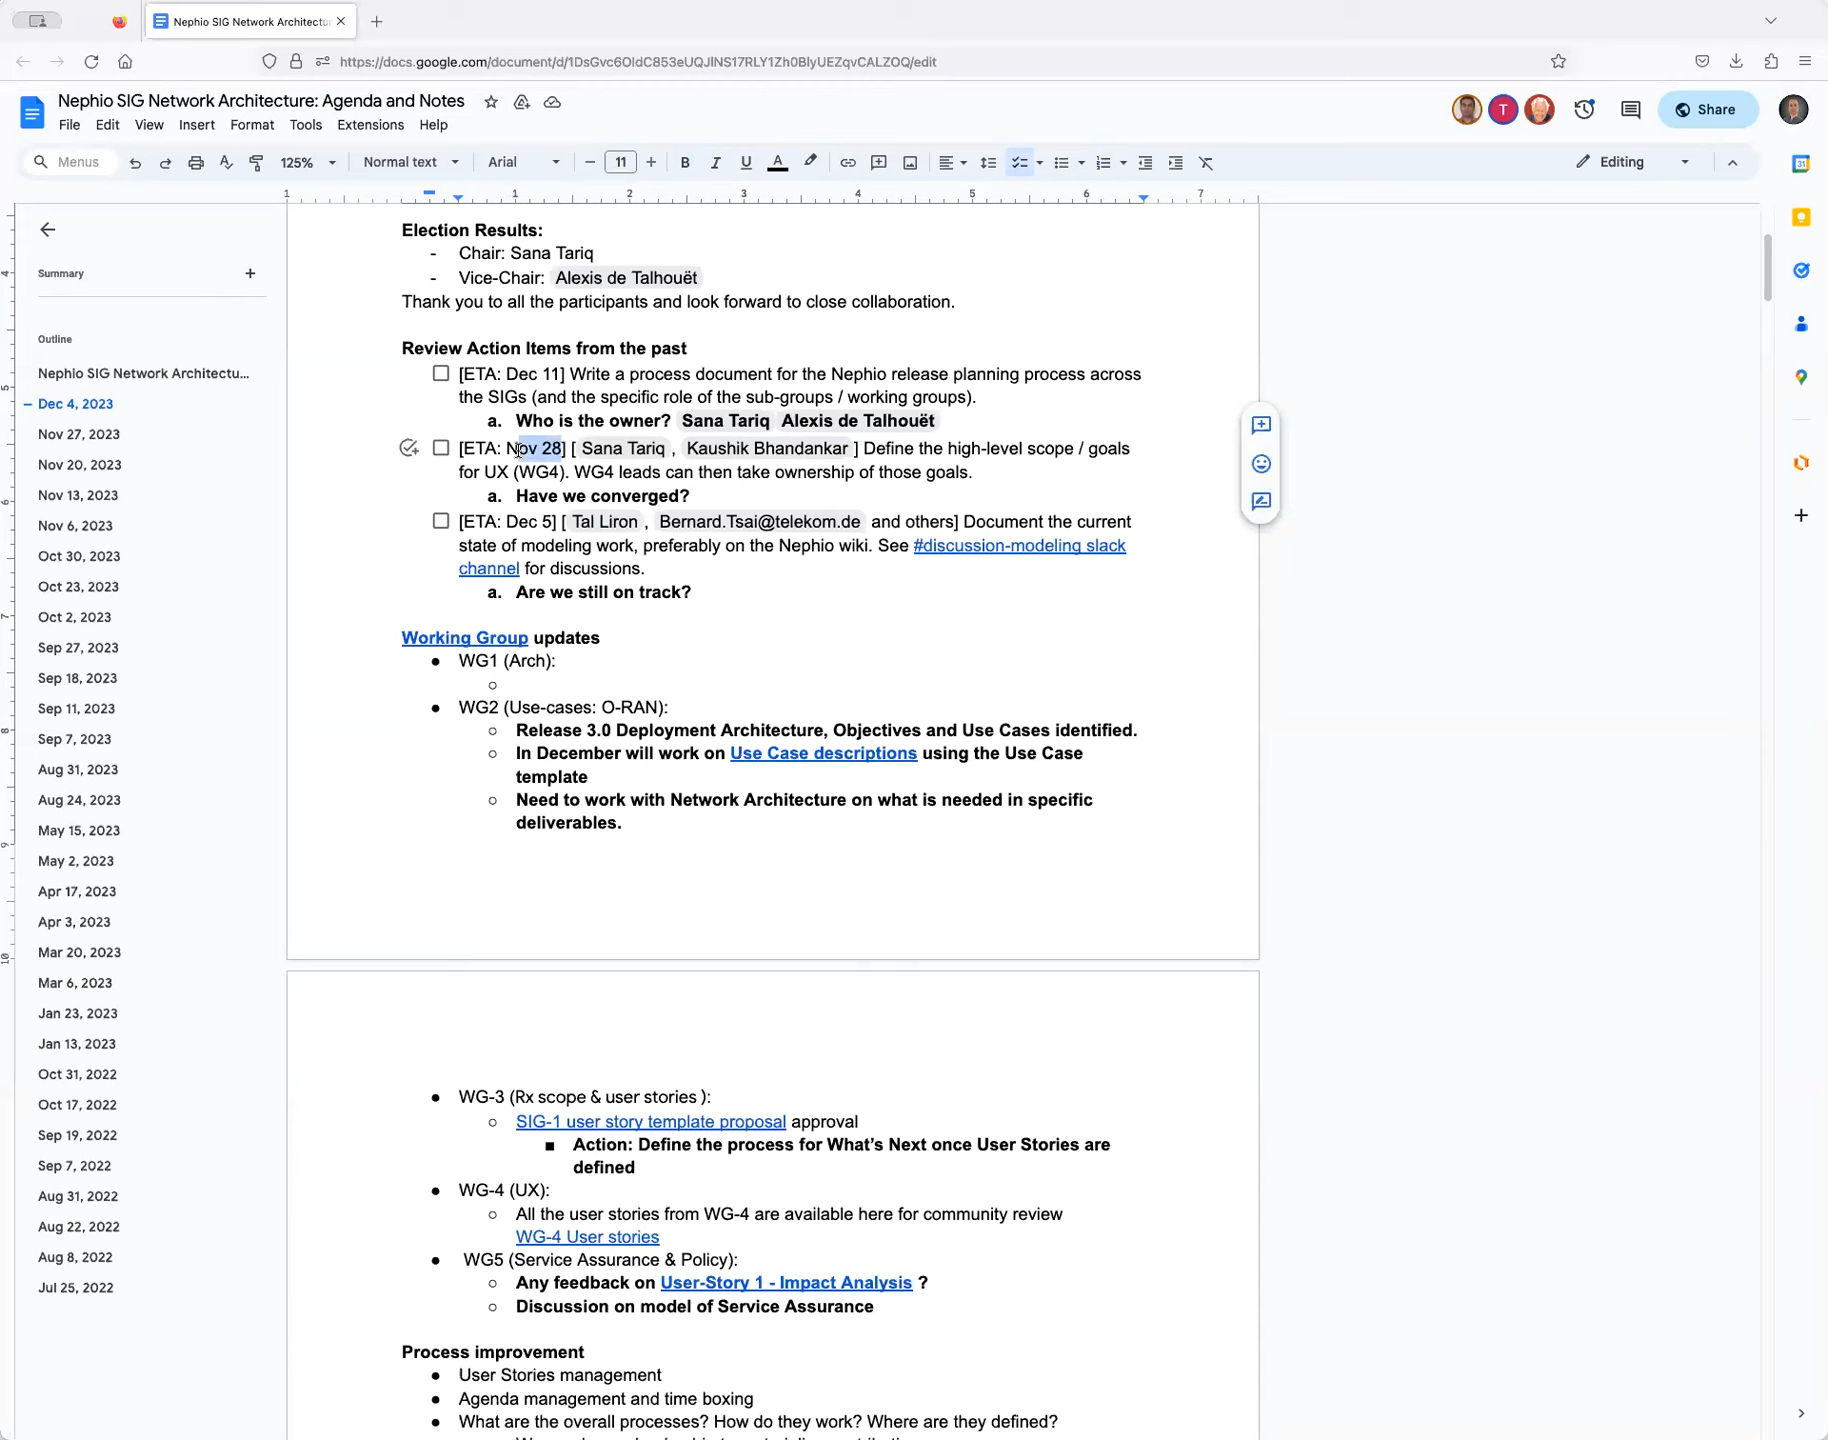 Nephio SIG Network Architectu
https://docs.google.com/document/d/1DsGvc6OldC853eUQJINS17RLY1Zh0BlyUEZqvCALZOQ/edit
Nephio SIG Network Architecture: Agenda and Notes
File Edit View Insert Format Tools Extensions Help
T
Share
Menus
125%
Normal text
Arial
11
B
I
U
A
Editing
31
1 1 2 3 4 5 6 7
4
5
6
7
8
9
10
Summary
Outline
Nephio SIG Network Architectu...
Dec 4, 2023
Nov 27, 2023
Nov 20, 2023
Nov 13, 2023
Nov 6, 2023
Oct 30, 2023
Oct 23, 2023
Oct 2, 2023
Sep 27, 2023
Sep 18, 2023
Sep 11, 2023
Sep 7, 2023
Aug 31, 2023
Aug 24, 2023
May 15, 2023
May 2, 2023
Apr 17, 2023
Apr 3, 2023
Mar 20, 2023
Mar 6, 2023
Jan 23, 2023
Jan 13, 2023
Oct 31, 2022
Oct 17, 2022
Sep 19, 2022
Sep 7, 2022
Aug 31, 2022
Aug 22, 2022
Aug 8, 2022
Jul 25, 2022
Election Results:
- Chair: Sana Tariq
- Vice-Chair: Alexis de Talhouët
Thank you to all the participants and look forward to close collaboration.
Review Action Items from the past
[ETA: Dec 11] Write a process document for the Nephio release planning process across
the SIGs (and the specific role of the sub-groups / working groups).
a. Who is the owner? Sana Tariq Alexis de Talhouët
[ETA: Nov 28] [ Sana Tariq , Kaushik Bhandankar ] Define the high-level scope / goals
for UX (WG4). WG4 leads can then take ownership of those goals.
a. Have we converged?
[ETA: Dec 5] [ Tal Liron , Bernard.Tsai@telekom.de and others] Document the current
state of modeling work, preferably on the Nephio wiki. See #discussion-modeling slack
channel for discussions.
a. Are we still on track?
Working Group updates
● WG1 (Arch):
○
● WG2 (Use-cases: O-RAN):
○ Release 3.0 Deployment Architecture, Objectives and Use Cases identified.
○ In December will work on Use Case descriptions using the Use Case
template
○ Need to work with Network Architecture on what is needed in specific
deliverables.
● WG-3 (Rx scope & user stories ):
○ SIG-1 user story template proposal approval
■ Action: Define the process for What's Next once User Stories are
defined
● WG-4 (UX):
○ All the user stories from WG-4 are available here for community review
WG-4 User stories
● WG5 (Service Assurance & Policy):
○ Any feedback on User-Story 1 - Impact Analysis ?
○ Discussion on model of Service Assurance
Process improvement
● User Stories management
● Agenda management and time boxing
● What are the overall processes? How do they work? Where are they defined?